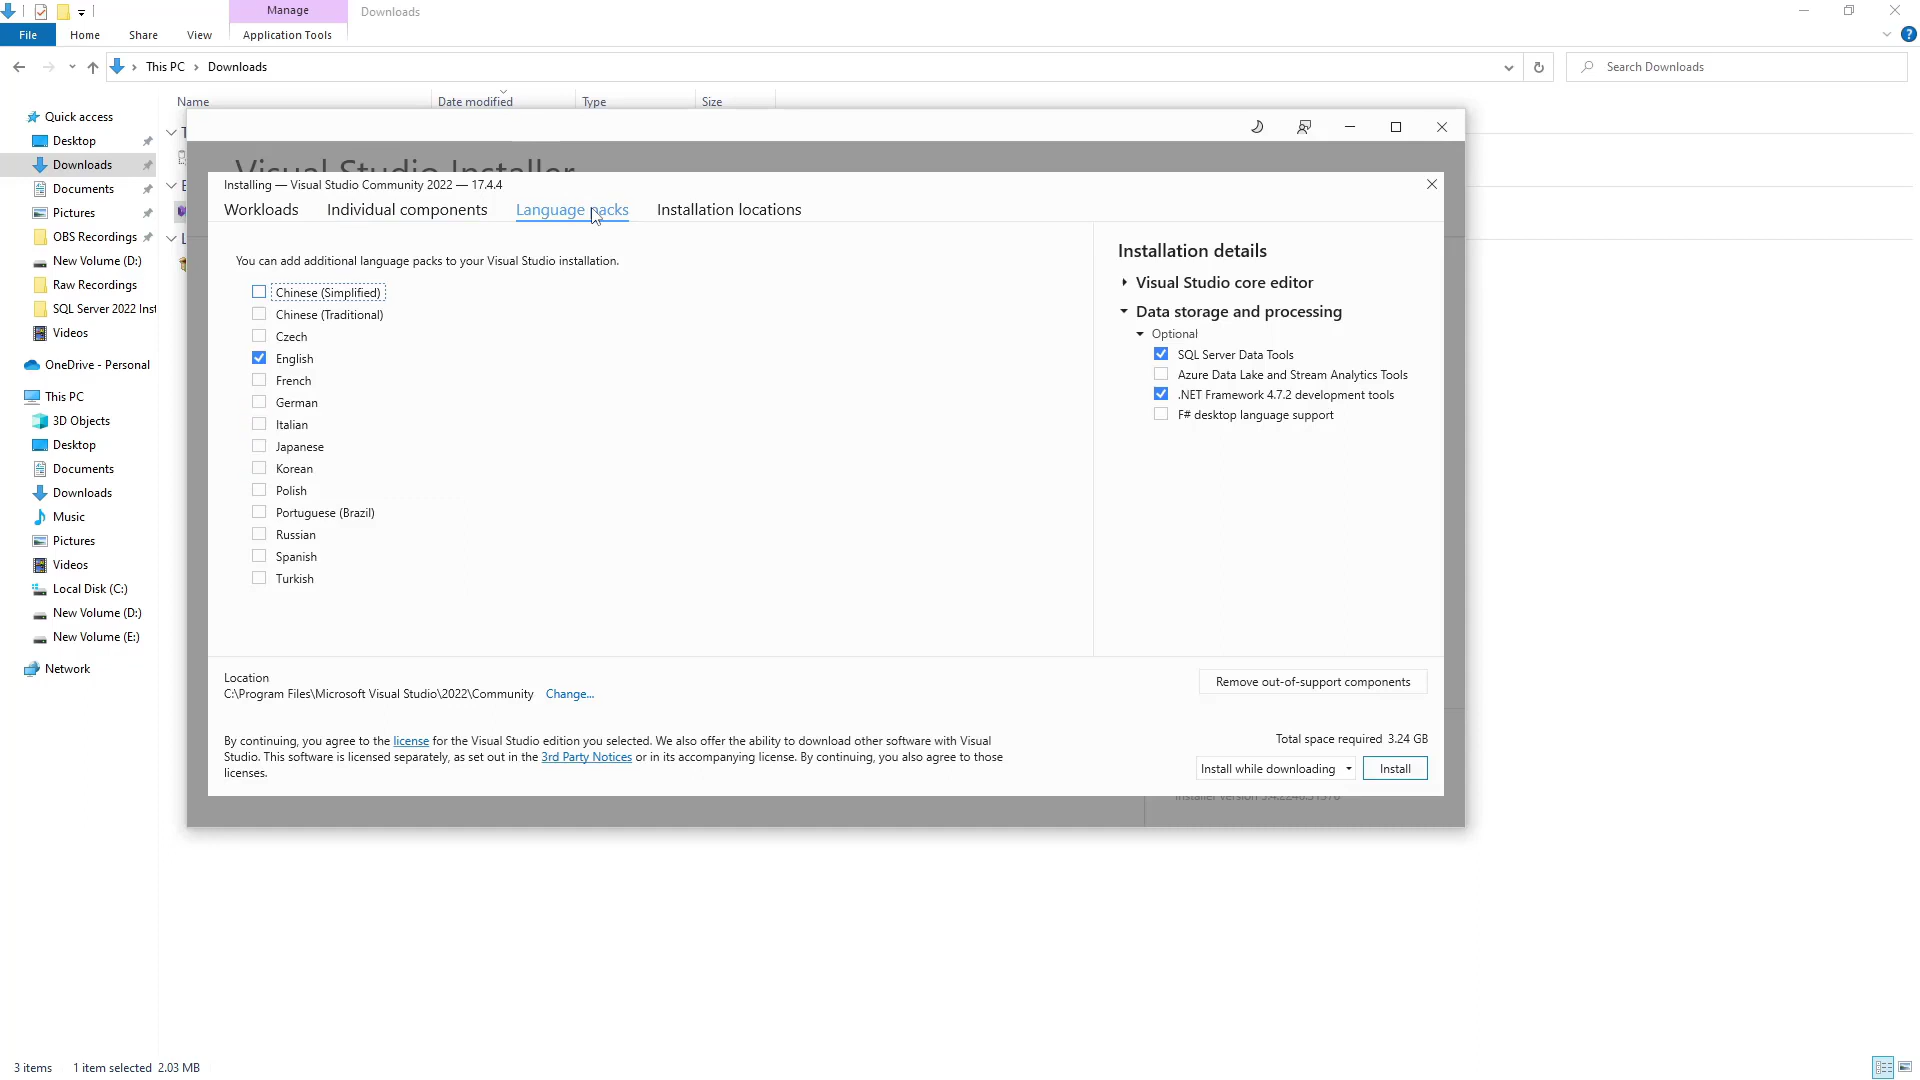 Manage
Downloads
File
Home
Share
View
Application Tools
This PC
Downloads
Search Downloads
Name
Date modified
Type
Size
Quick access
Desktop
Downloads
Documents
Pictures
OBS Recordings
New Volume (D:)
Raw Recordings
SQL Server 2022 Inst
Videos
OneDrive - Personal
This PC
3D Objects
Desktop
Documents
Downloads
Music
Pictures
Videos
Local Disk (C:)
New Volume (D:)
New Volume (E:)
Network
Visual Studio Installer
Installing — Visual Studio Community 2022 — 17.4.4
Workloads
Individual components
Language packs
Installation locations
You can add additional language packs to your Visual Studio installation.
Chinese (Simplified)
Chinese (Traditional)
Czech
English
French
German
Italian
Japanese
Korean
Polish
Portuguese (Brazil)
Russian
Spanish
Turkish
Installation details
Visual Studio core editor
Data storage and processing
Optional
SQL Server Data Tools
Azure Data Lake and Stream Analytics Tools
.NET Framework 4.7.2 development tools
F# desktop language support
Location
C:\Program Files\Microsoft Visual Studio\2022\Community
Change...
Remove out-of-support components
By continuing, you agree to the license for the Visual Studio edition you selected. We also offer the ability to download other software with Visual
Studio. This software is licensed separately, as set out in the 3rd Party Notices or in its accompanying license. By continuing, you also agree to those
licenses.
Total space required 3.24 GB
Install while downloading
Install
Installer version
3 items
1 item selected 2.03 MB